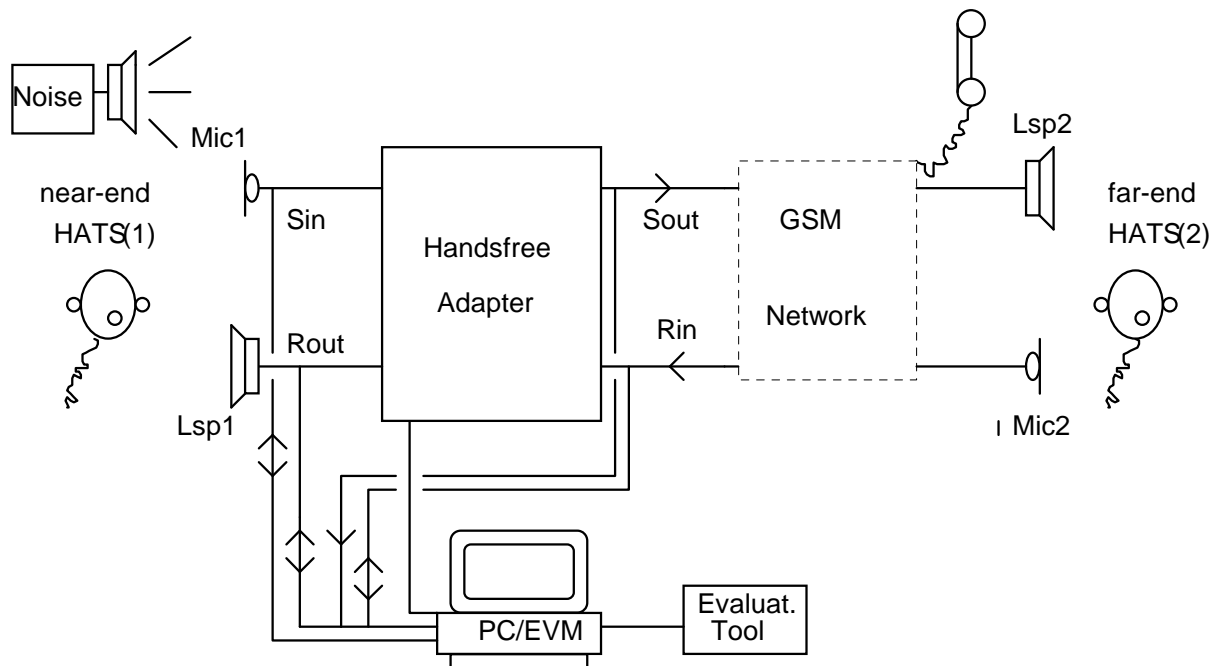 Noise
Mic1
Lsp2
near-end
HATS(1)
far-end
HATS(2)
Sin
Sout
GSM
Handsfree
Adapter
Rout
Rin
Network
Lsp1
Mic2
PC/EVM
Evaluat.
Tool